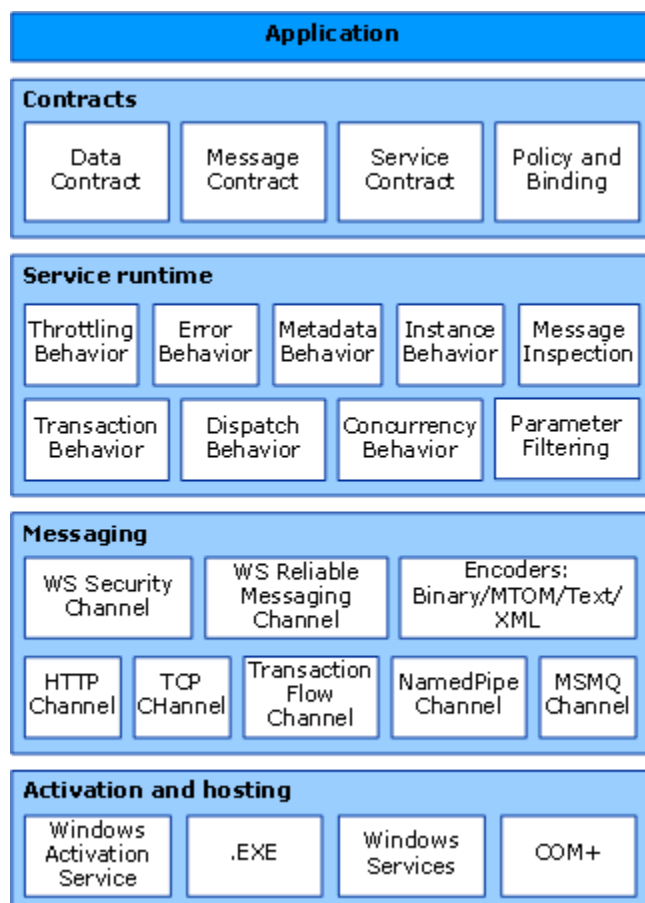 Application
Contracts
Data
Contract
Message
Contract
Service
Contract
Policy and
Binding
Service runtime
Throttling
Behavior
Error
Behavior
Metadata
Behavior
Instance
Behavior
Message
Inspection
Transaction
Behavior
Dispatch
Behavior
Concurrency
Behavior
Parameter
Filtering
Messaging
WS Security
Channel
WS Reliable
Messaging
Channel
Encoders:
Binary/MTOM/Text/
XML
HTTP
Channel
TCP
CHannel
Transaction
Flow
Channel
NamedPipe
Channel
MSMQ
Channel
Activation and hosting
Windows
Activation
Service
.EXE
Windows
Services
COM+